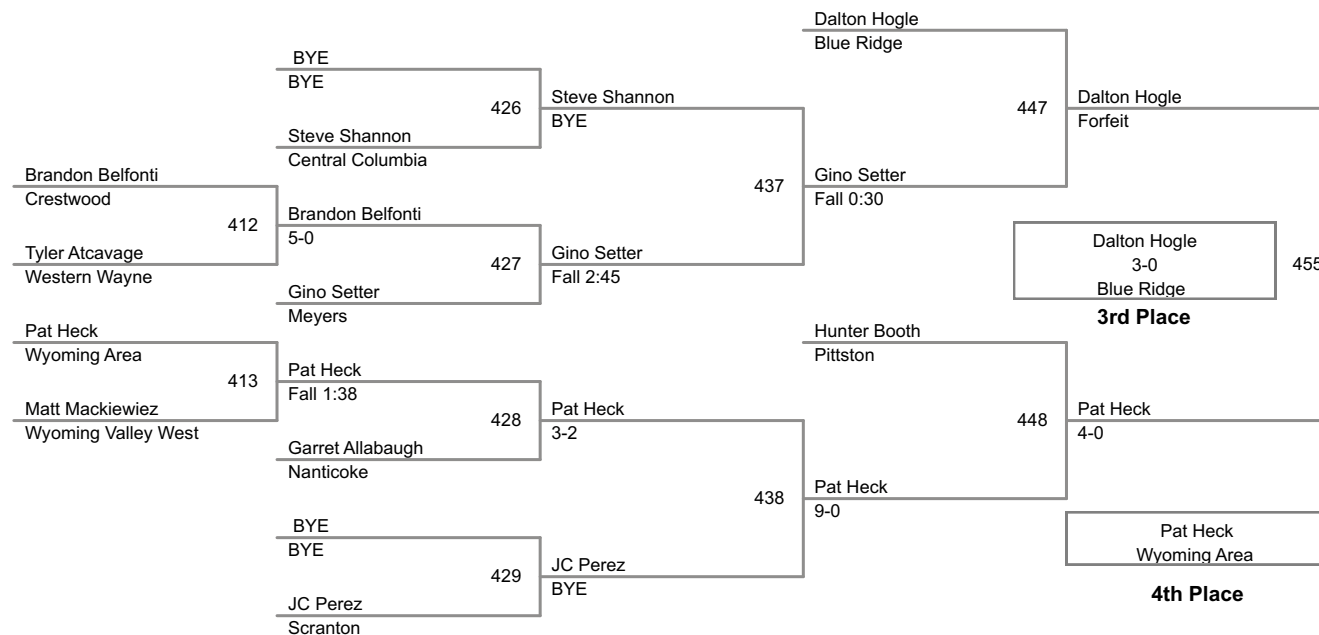 Dalton Hogle
Blue Ridge
BYE
BYE
426
Steve Shannon
BYE
447
Dalton Hogle
Forfeit
Steve Shannon
Central Columbia
Brandon Belfonti
Crestwood
437
Gino Setter
Fall 0:30
412
Brandon Belfonti
5-0
Tyler Atcavage
Western Wayne
427
Gino Setter
Fall 2:45
Dalton Hogle
3-0
Blue Ridge
455
3rd Place
Gino Setter
Meyers
Pat Heck
Wyoming Area
Hunter Booth
Pittston
413
Pat Heck
Fall 1:38
Matt Mackiewiez
Wyoming Valley West
428
Pat Heck
3-2
448
Pat Heck
4-0
Garret Allabaugh
Nanticoke
438
Pat Heck
9-0
BYE
BYE
Pat Heck
Wyoming Area
4th Place
429
JC Perez
BYE
JC Perez
Scranton